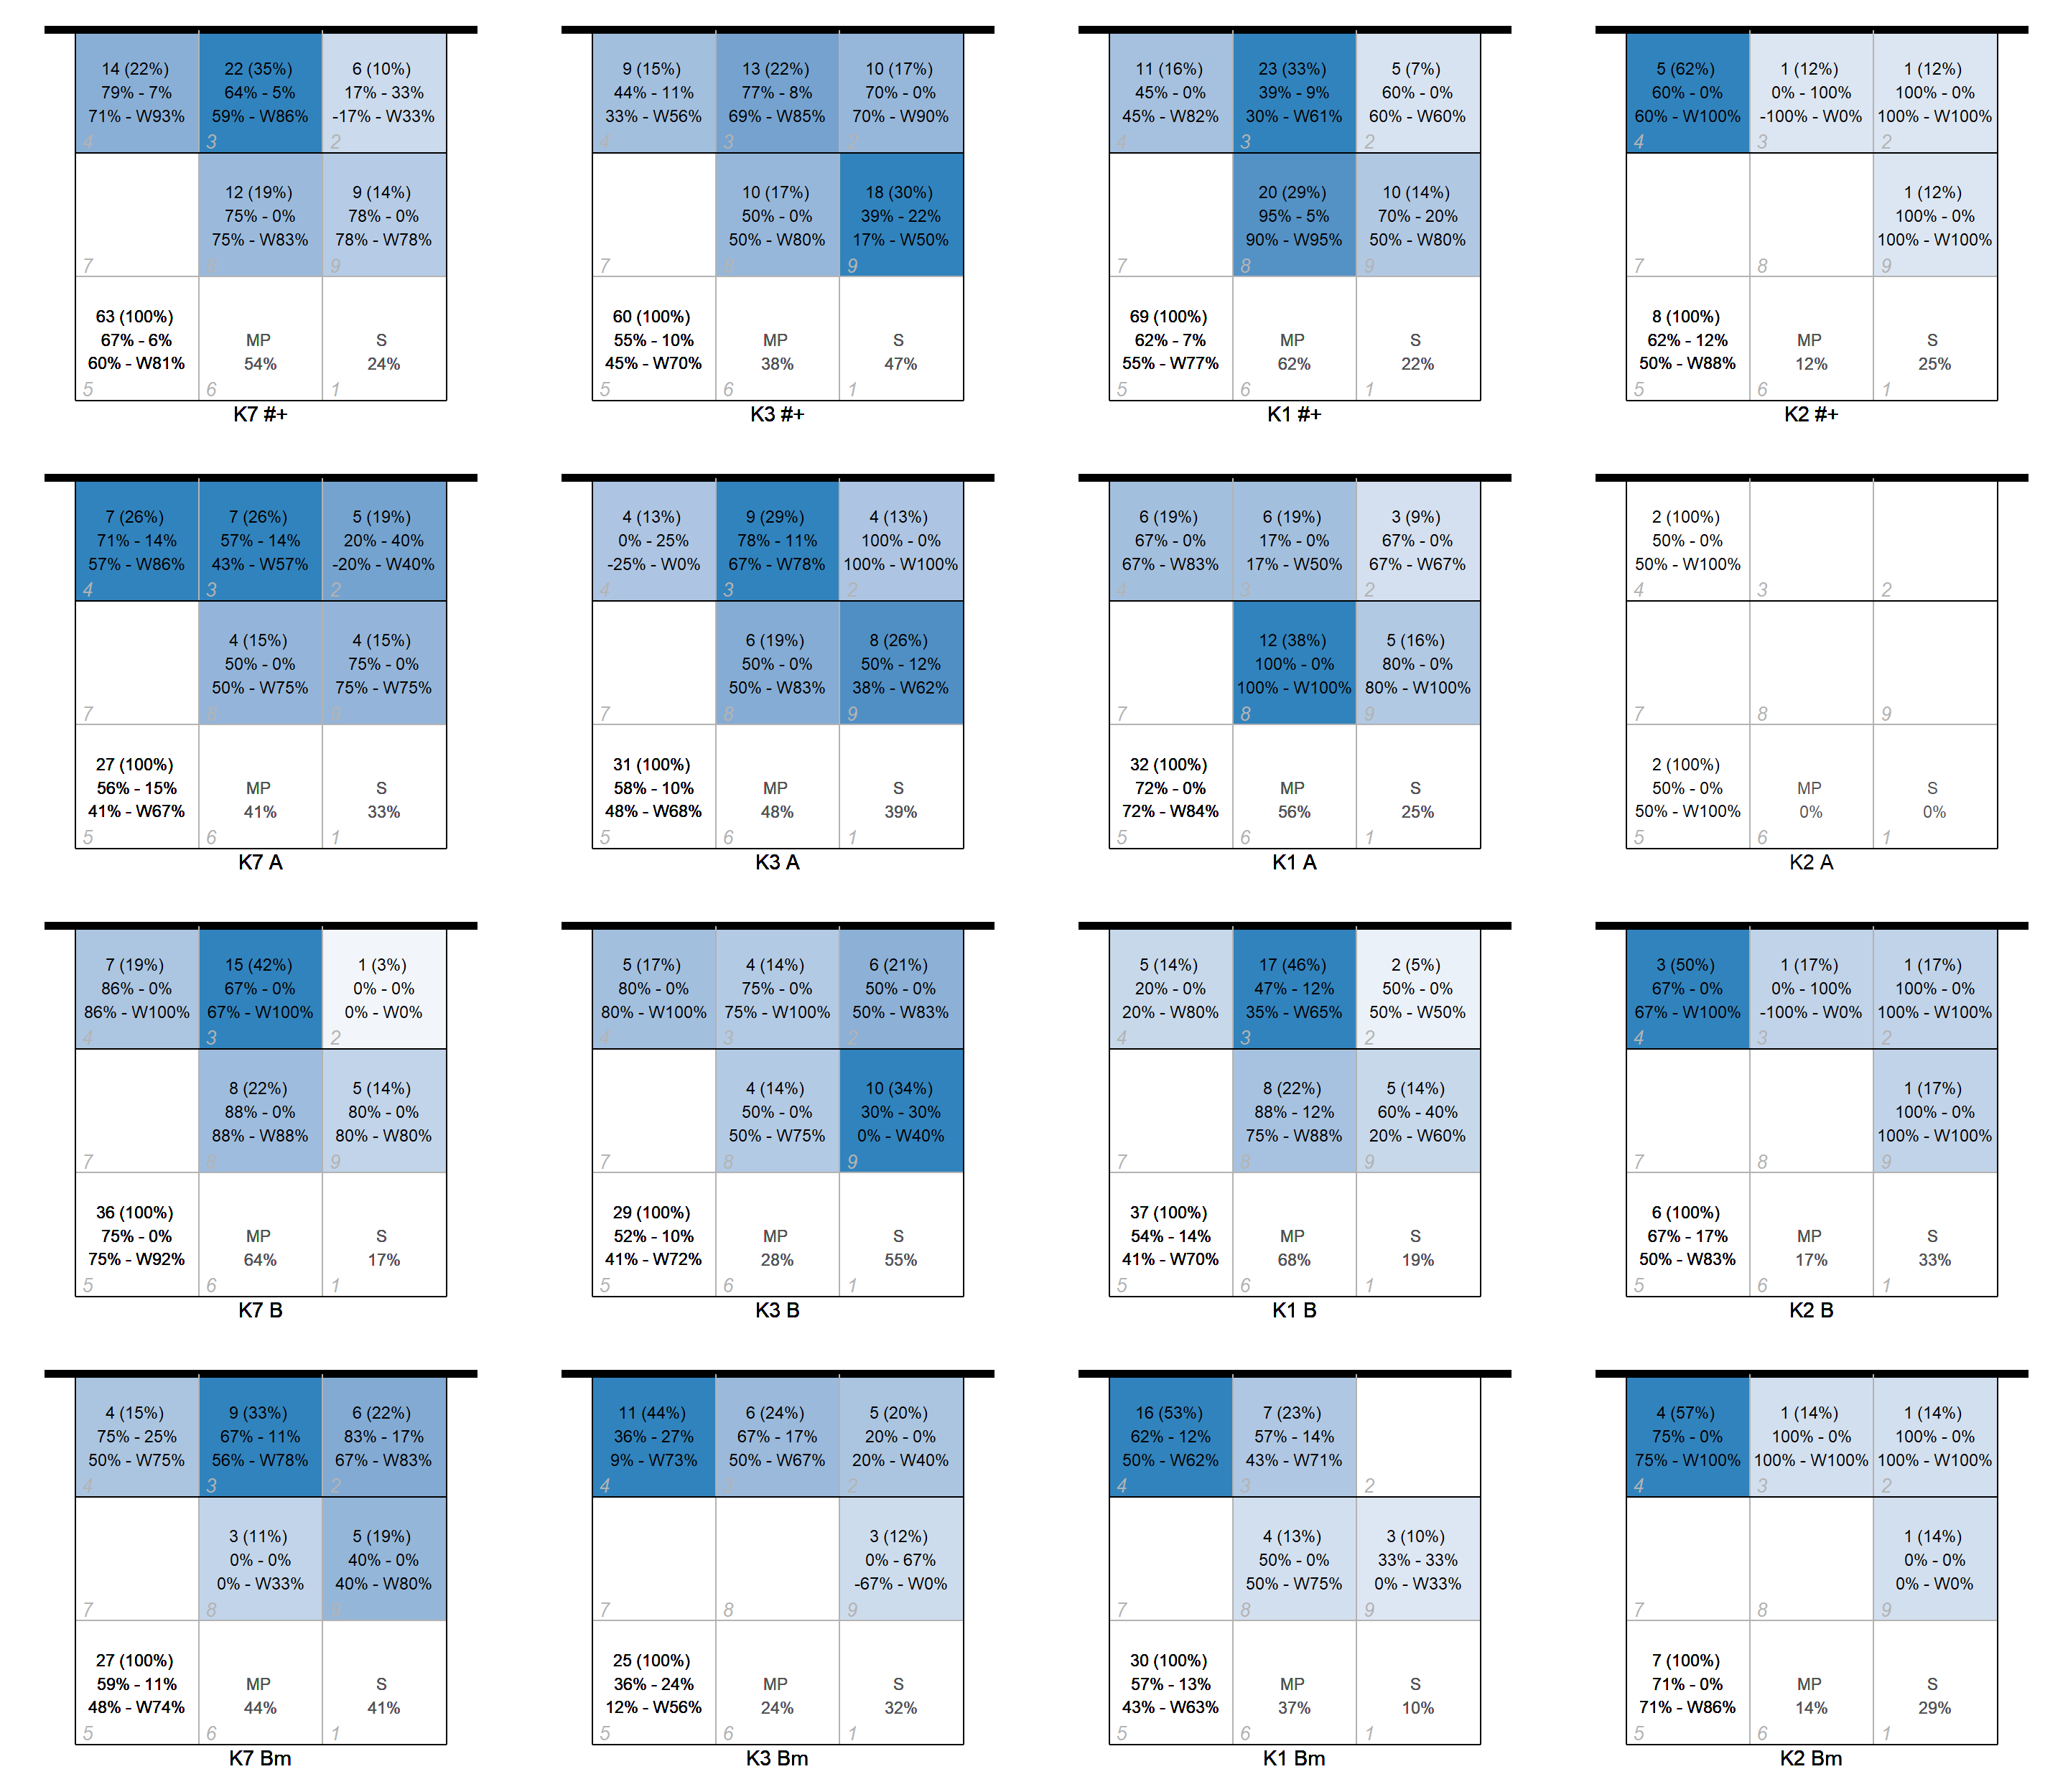 14 (22%)
79% - 7%
71% - W93%
4
22 (35%)
64% - 5%
59% - W86%
3
6 (10%)
17% - 33%
-17% - W33%
2
7
12 (19%)
75% - 0%
75% - W83%
8
9 (14%)
78% - 0%
78% - W78%
9
63 (100%)
67% - 6%
60% - W81%
5
MP
54%
6
S
24%
1
K7 #+
9 (15%)
44% - 11%
33% - W56%
4
13 (22%)
77% - 8%
69% - W85%
3
10 (17%)
70% - 0%
70% - W90%
2
7
10 (17%)
50% - 0%
50% - W80%
8
18 (30%)
39% - 22%
17% - W50%
9
60 (100%)
55% - 10%
45% - W70%
5
MP
38%
6
S
47%
1
K3 #+
11 (16%)
45% - 0%
45% - W82%
4
23 (33%)
39% - 9%
30% - W61%
3
5 (7%)
60% - 0%
60% - W60%
2
7
20 (29%)
95% - 5%
90% - W95%
8
10 (14%)
70% - 20%
50% - W80%
9
69 (100%)
62% - 7%
55% - W77%
5
MP
62%
6
S
22%
1
K1 #+
5 (62%)
60% - 0%
60% - W100%
4
1 (12%)
0% - 100%
-100% - W0%
3
1 (12%)
100% - 0%
100% - W100%
2
7
8
1 (12%)
100% - 0%
100% - W100%
9
8 (100%)
62% - 12%
50% - W88%
5
MP
12%
6
S
25%
1
K2 #+
7 (26%)
71% - 14%
57% - W86%
4
7 (26%)
57% - 14%
43% - W57%
3
5 (19%)
20% - 40%
-20% - W40%
2
7
4 (15%)
50% - 0%
50% - W75%
8
4 (15%)
75% - 0%
75% - W75%
9
27 (100%)
56% - 15%
41% - W67%
5
MP
41%
6
S
33%
1
K7 A
4 (13%)
0% - 25%
-25% - W0%
4
9 (29%)
78% - 11%
67% - W78%
3
4 (13%)
100% - 0%
100% - W100%
2
7
6 (19%)
50% - 0%
50% - W83%
8
8 (26%)
50% - 12%
38% - W62%
9
31 (100%)
58% - 10%
48% - W68%
5
MP
48%
6
S
39%
1
K3 A
6 (19%)
67% - 0%
67% - W83%
4
6 (19%)
17% - 0%
17% - W50%
3
3 (9%)
67% - 0%
67% - W67%
2
7
12 (38%)
100% - 0%
100% - W100%
8
5 (16%)
80% - 0%
80% - W100%
9
32 (100%)
72% - 0%
72% - W84%
5
MP
56%
6
S
25%
1
K1 A
2 (100%)
50% - 0%
50% - W100%
4
3
2
7
8
9
2 (100%)
50% - 0%
50% - W100%
5
MP
0%
6
S
0%
1
K2 A
7 (19%)
86% - 0%
86% - W100%
4
15 (42%)
67% - 0%
67% - W100%
3
1 (3%)
0% - 0%
0% - W0%
2
7
8 (22%)
88% - 0%
88% - W88%
8
5 (14%)
80% - 0%
80% - W80%
9
36 (100%)
75% - 0%
75% - W92%
5
MP
64%
6
S
17%
1
K7 B
5 (17%)
80% - 0%
80% - W100%
4
4 (14%)
75% - 0%
75% - W100%
3
6 (21%)
50% - 0%
50% - W83%
2
7
4 (14%)
50% - 0%
50% - W75%
8
10 (34%)
30% - 30%
0% - W40%
9
29 (100%)
52% - 10%
41% - W72%
5
MP
28%
6
S
55%
1
K3 B
5 (14%)
20% - 0%
20% - W80%
4
17 (46%)
47% - 12%
35% - W65%
3
2 (5%)
50% - 0%
50% - W50%
2
7
8 (22%)
88% - 12%
75% - W88%
8
5 (14%)
60% - 40%
20% - W60%
9
37 (100%)
54% - 14%
41% - W70%
5
MP
68%
6
S
19%
1
K1 B
3 (50%)
67% - 0%
67% - W100%
4
1 (17%)
0% - 100%
-100% - W0%
3
1 (17%)
100% - 0%
100% - W100%
2
7
8
1 (17%)
100% - 0%
100% - W100%
9
6 (100%)
67% - 17%
50% - W83%
5
MP
17%
6
S
33%
1
K2 B
4 (15%)
75% - 25%
50% - W75%
4
9 (33%)
67% - 11%
56% - W78%
3
6 (22%)
83% - 17%
67% - W83%
2
7
3 (11%)
0% - 0%
0% - W33%
8
5 (19%)
40% - 0%
40% - W80%
9
27 (100%)
59% - 11%
48% - W74%
5
MP
44%
6
S
41%
1
K7 Bm
11 (44%)
36% - 27%
9% - W73%
4
6 (24%)
67% - 17%
50% - W67%
3
5 (20%)
20% - 0%
20% - W40%
2
7
8
3 (12%)
0% - 67%
-67% - W0%
9
25 (100%)
36% - 24%
12% - W56%
5
MP
24%
6
S
32%
1
K3 Bm
16 (53%)
62% - 12%
50% - W62%
4
7 (23%)
57% - 14%
43% - W71%
3
2
7
4 (13%)
50% - 0%
50% - W75%
8
3 (10%)
33% - 33%
0% - W33%
9
30 (100%)
57% - 13%
43% - W63%
5
MP
37%
6
S
10%
1
K1 Bm
4 (57%)
75% - 0%
75% - W100%
4
1 (14%)
100% - 0%
100% - W100%
3
1 (14%)
100% - 0%
100% - W100%
2
7
8
1 (14%)
0% - 0%
0% - W0%
9
7 (100%)
71% - 0%
71% - W86%
5
MP
14%
6
S
29%
1
K2 Bm